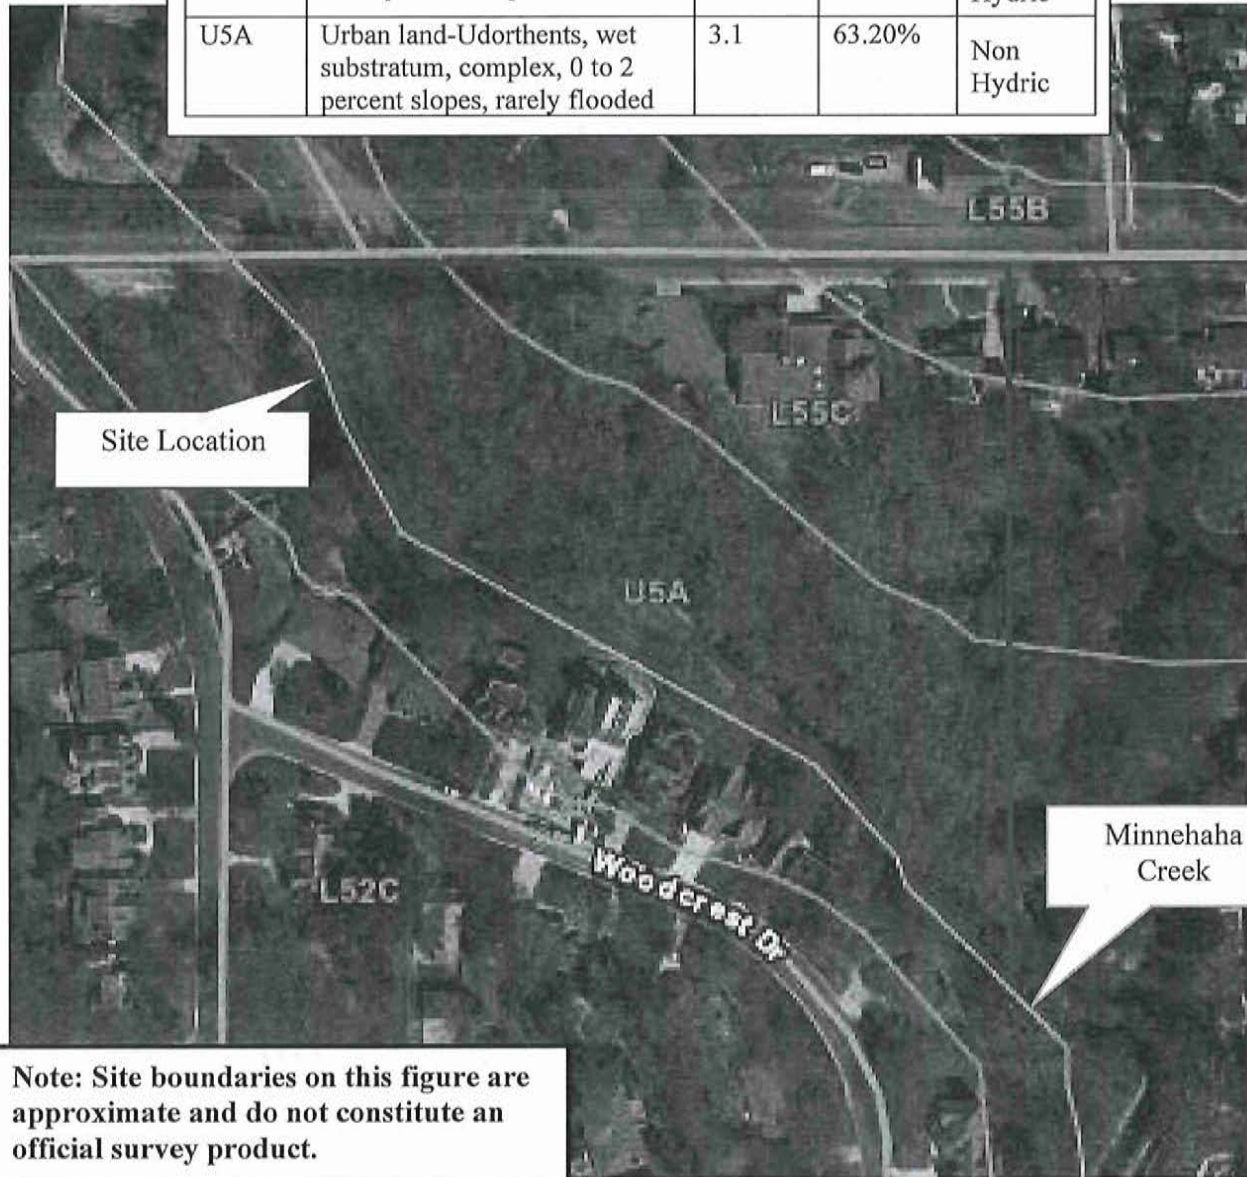 Hydric
U5A Urban land-Udorthents, wet 3.1 63.20% Non
substratum, complex, 0 to 2 Hydric
percent slopes, rarely flooded
L55B
L55C
Site Location
U5A
Minnehaha
Creek
Woodcrest Dr
L52C
Note: Site boundaries on this figure are
approximate and do not constitute an
official survey product.